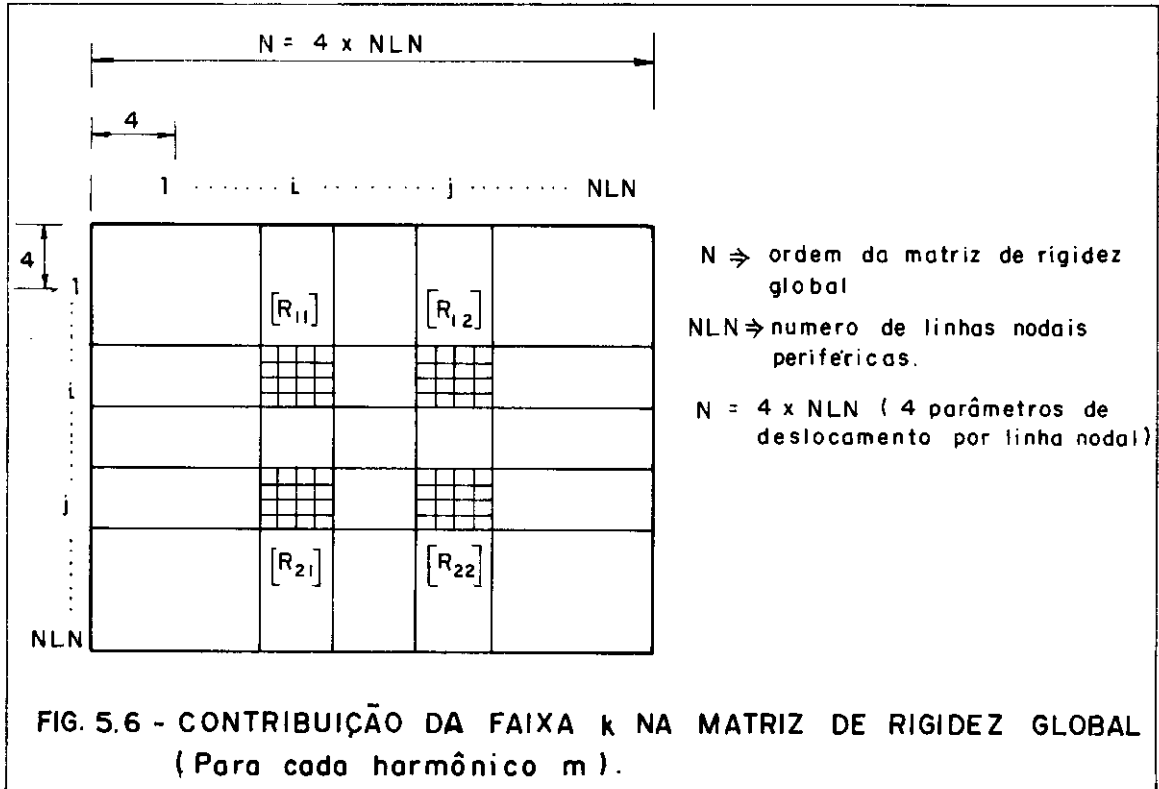 N = 4 x NLN
4
1 ....... i ......... j ........ NLN
4
1
i
j
NLN
[R11] [R12]
[R21] [R22]
N ⇒ ordem da matriz de rigidez
global
NLN ⇒ numero de linhas nodais
periféricas.
N = 4 x NLN ( 4 parâmetros de
deslocamento por linha nodal)
FIG. 5.6 - CONTRIBUIÇÃO DA FAIXA k NA MATRIZ DE RIGIDEZ GLOBAL
(Para cada harmônico m).